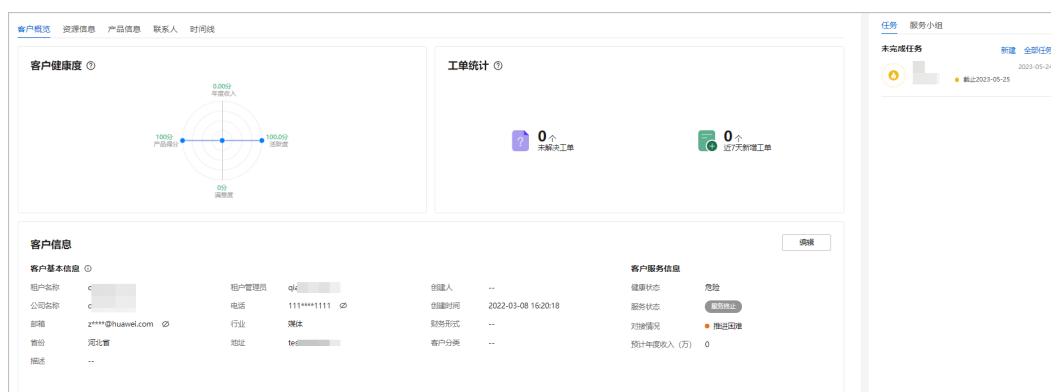 客户概览 资源信息 产品信息 联系人 时间线
客户健康度
0.00分
年度收入
100分
产品得分
100.0分
活跃度
0分
满意度
工单统计
0个
未解决工单
0个
近7天新增工单
客户信息
编辑
客户基本信息
客户服务信息
租户名称 c
租户管理员 qia
创建人 --
健康状态 危险
公司名称 c
电话 111****1111
创建时间 2022-03-08 16:20:18
服务状态 服务终止
邮箱 z****@huawei.com
行业 媒体
财务形式 --
对接情况 推进困难
省份 河北省
地址 tes
客户分类 --
预计年度收入（万） 0
描述 --
任务 服务小组
未完成任务
新建 全部任务
2023-05-24
截止2023-05-25